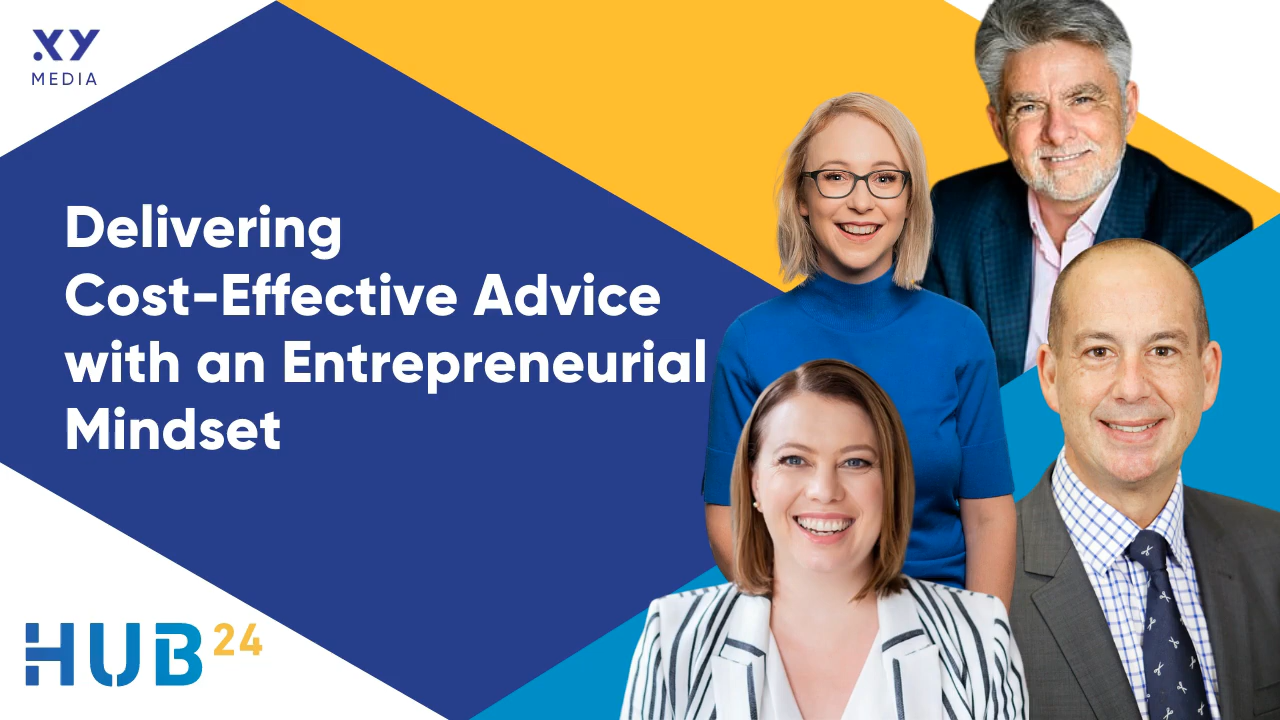 XY
MEDIA
Delivering
Cost-Effective Advice
with an Entrepreneurial
Mindset
HUB24